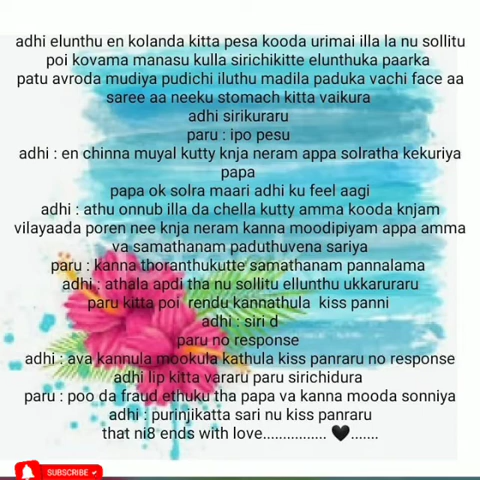 adhi elunthu en kolanda kitta pesa kooda urimai illa la nu sollitu
poi kovama manasu kulla sirichikitte elunthuka paarka
patu avroda mudiya pudichi iluthu madila paduka vachi face aa
saree aa neeku stomach kitta vaikura
adhi sirikuraru
paru : ipo pesu
adhi : en chinna muyal kutty knja neram appa solratha kekuriya
papa
papa ok solra maari adhi ku feel aagi
adhi : athu onnub illa da chella kutty amma kooda knjam
vilayaada poren nee knja neram kanna moodipiyam appa amma
va samathanam paduthuvena sariya
paru : kanna thoranthukutte samathanam pannalama
adhi : athala apdi tha nu sollitu ellunthu ukkaruraru
paru kitta poi rendu kannathula kiss panni
adhi : siri d
paru no response
adhi : ava kannula mookula kathula kiss panraru no response
adhi lip kitta vararu paru sirichidura
paru : poo da fraud ethuku tha papa va kanna mooda sonniya
adhi : purinjikatta sari nu kiss panraru
that ni8 ends with love................ 🖤.......
SUBSCRIBE